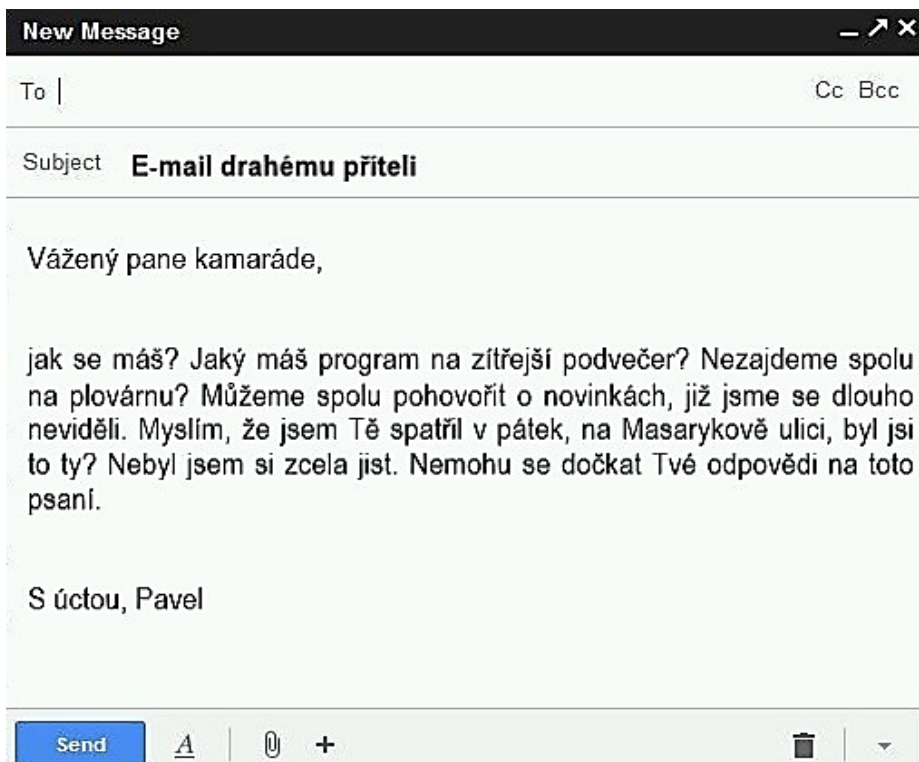 New Message
To
Cc Bcc
Subject E-mail drahému příteli
Vážený pane kamaráde,
jak se máš? Jaký máš program na zítřejší podvečer? Nezajdeme spolu
na plovárnu? Můžeme spolu pohovořit o novinkách, již jsme se dlouho
neviděli. Myslím, že jsem Tě spatřil v pátek, na Masarykově ulici, byl jsi
to ty? Nebyl jsem si zcela jist. Nemohu se dočkat Tvé odpovědi na toto
psaní.
S úctou, Pavel
Send A